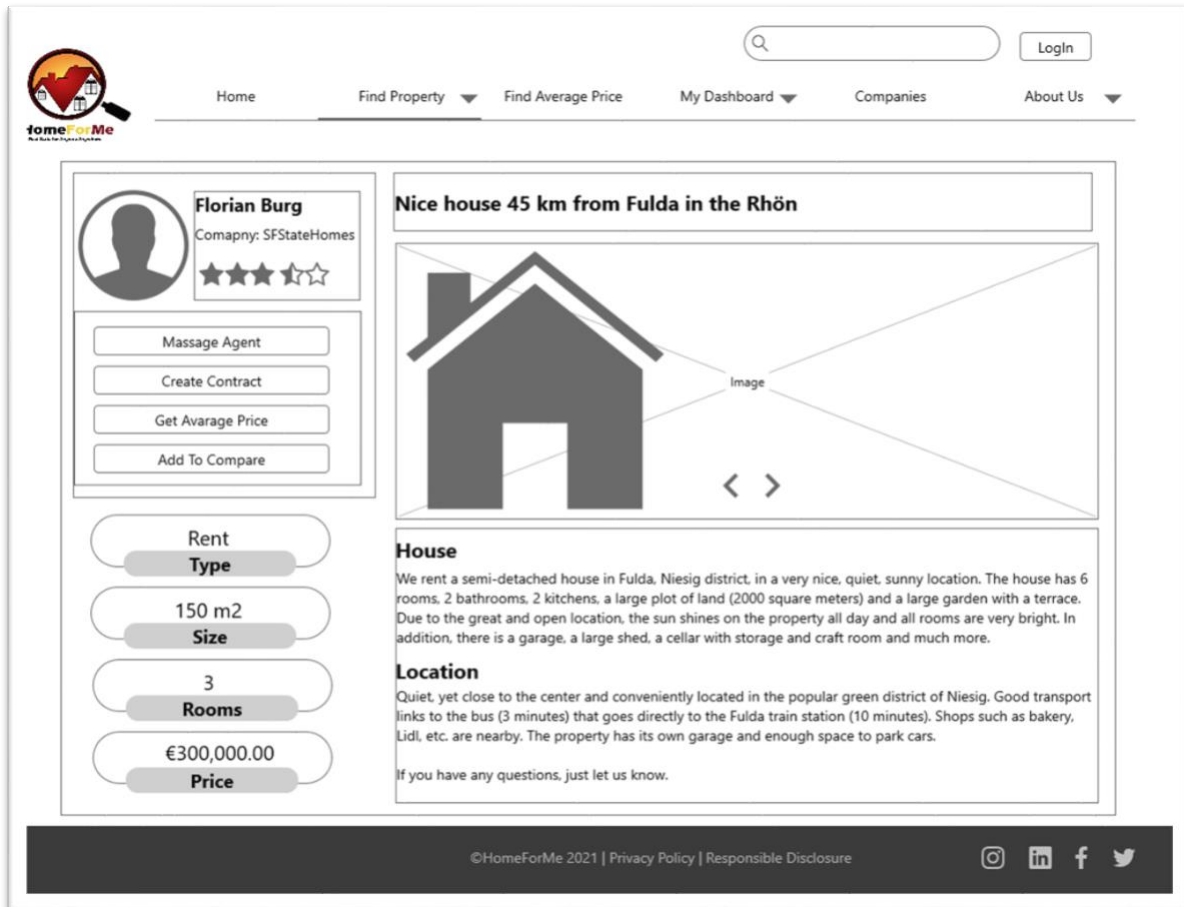 LogIn
Home Find Property Find Average Price My Dashboard Companies About Us
HomeForMe
Florian Burg
Comapny: SFStateHomes
Massage Agent
Create Contract
Get Avarage Price
Add To Compare
Rent
Type
150 m2
Size
3
Rooms
€300,000.00
Price
Nice house 45 km from Fulda in the Rhön
Image
House
We rent a semi-detached house in Fulda, Niesig district, in a very nice, quiet, sunny location. The house has 6
rooms, 2 bathrooms, 2 kitchens, a large plot of land (2000 square meters) and a large garden with a terrace.
Due to the great and open location, the sun shines on the property all day and all rooms are very bright. In
addition, there is a garage, a large shed, a cellar with storage and craft room and much more.
Location
Quiet, yet close to the center and conveniently located in the popular green district of Niesig. Good transport
links to the bus (3 minutes) that goes directly to the Fulda train station (10 minutes). Shops such as bakery,
Lidl, etc. are nearby. The property has its own garage and enough space to park cars.
If you have any questions, just let us know.
©HomeForMe 2021 | Privacy Policy | Responsible Disclosure
in f